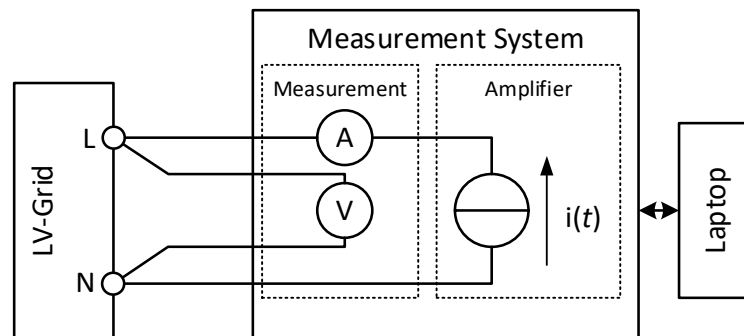 Measurement System
Measurement
Amplifier
L
A
V
i(t)
N
LV-Grid
Laptop